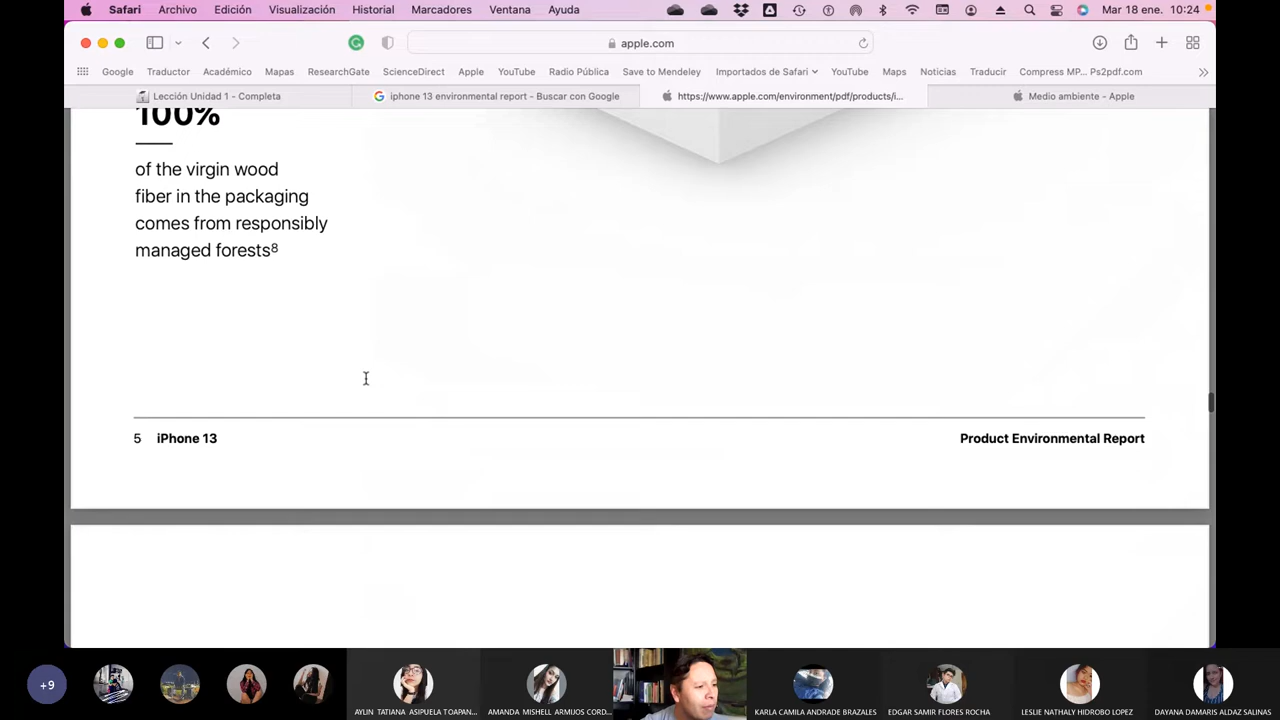 Safari Archivo Edición Visualización Historial Marcadores Ventana Ayuda Mar 18 ene. 10:24
apple.com
Google Traductor Académico Mapas ResearchGate ScienceDirect Apple YouTube Radio Pública Save to Mendeley Importados de Safari YouTube Maps Noticias Traducir Compress MP... Ps2pdf.com
Lección Unidad 1 - Completa iphone 13 environmental report - Buscar con Google https://www.apple.com/environment/pdf/products/i... Medio ambiente - Apple
100%
of the virgin wood
fiber in the packaging
comes from responsibly
managed forests8
5 iPhone 13 Product Environmental Report
+9
AYLIN TATIANA ASIPUELA TOAPAN... AMANDA MISHELL ARMIJOS CORD... KARLA CAMILA ANDRADE BRAZALES EDGAR SAMIR FLORES ROCHA LESLIE NATHALY HIDROBO LOPEZ DAYANA DAMARIS ALDAZ SALINAS